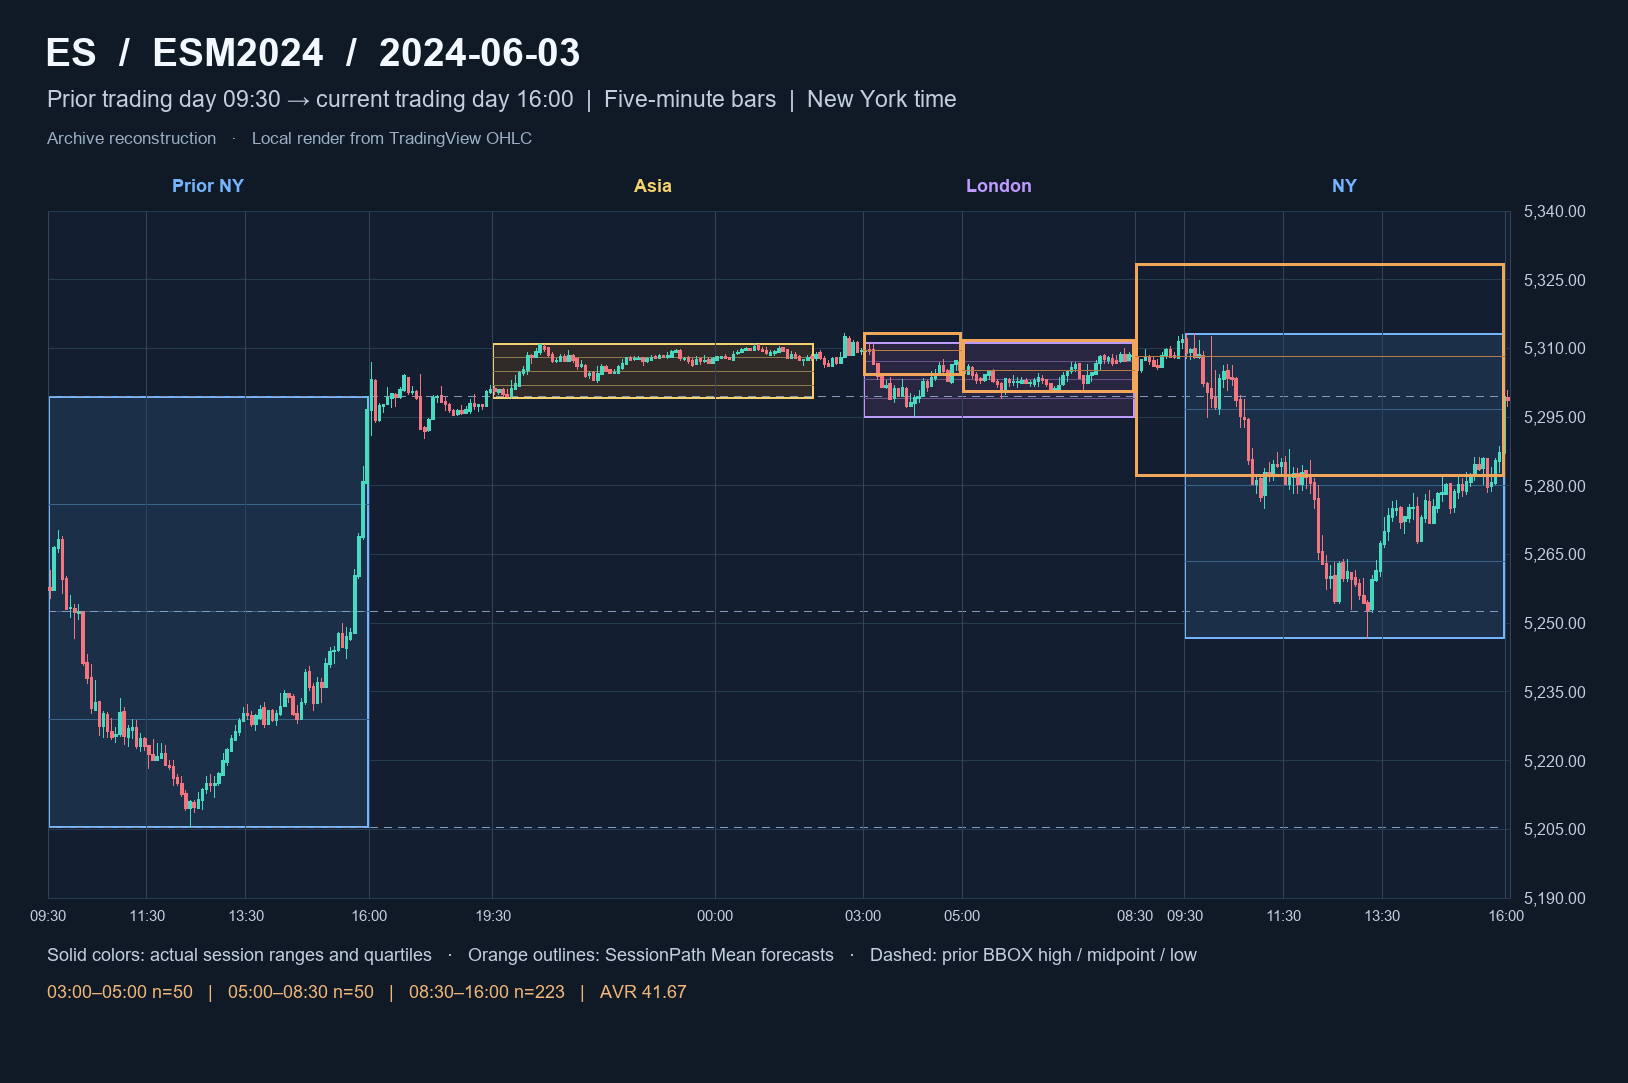 ES / ESM2024 / 2024-06-03
Prior trading day 09:30 → current trading day 16:00 | Five-minute bars | New York time
Archive reconstruction · Local render from TradingView OHLC
Prior NY Asia London NY
5,340.00
5,325.00
5,310.00
5,295.00
5,280.00
5,265.00
5,250.00
5,235.00
5,220.00
5,205.00
5,190.00
09:30 11:30 13:30 16:00 19:30 00:00 03:00 05:00 08:30 09:30 11:30 13:30 16:00
Solid colors: actual session ranges and quartiles · Orange outlines: SessionPath Mean forecasts · Dashed: prior BBOX high / midpoint / low
03:00–05:00 n=50 | 05:00–08:30 n=50 | 08:30–16:00 n=223 | AVR 41.67